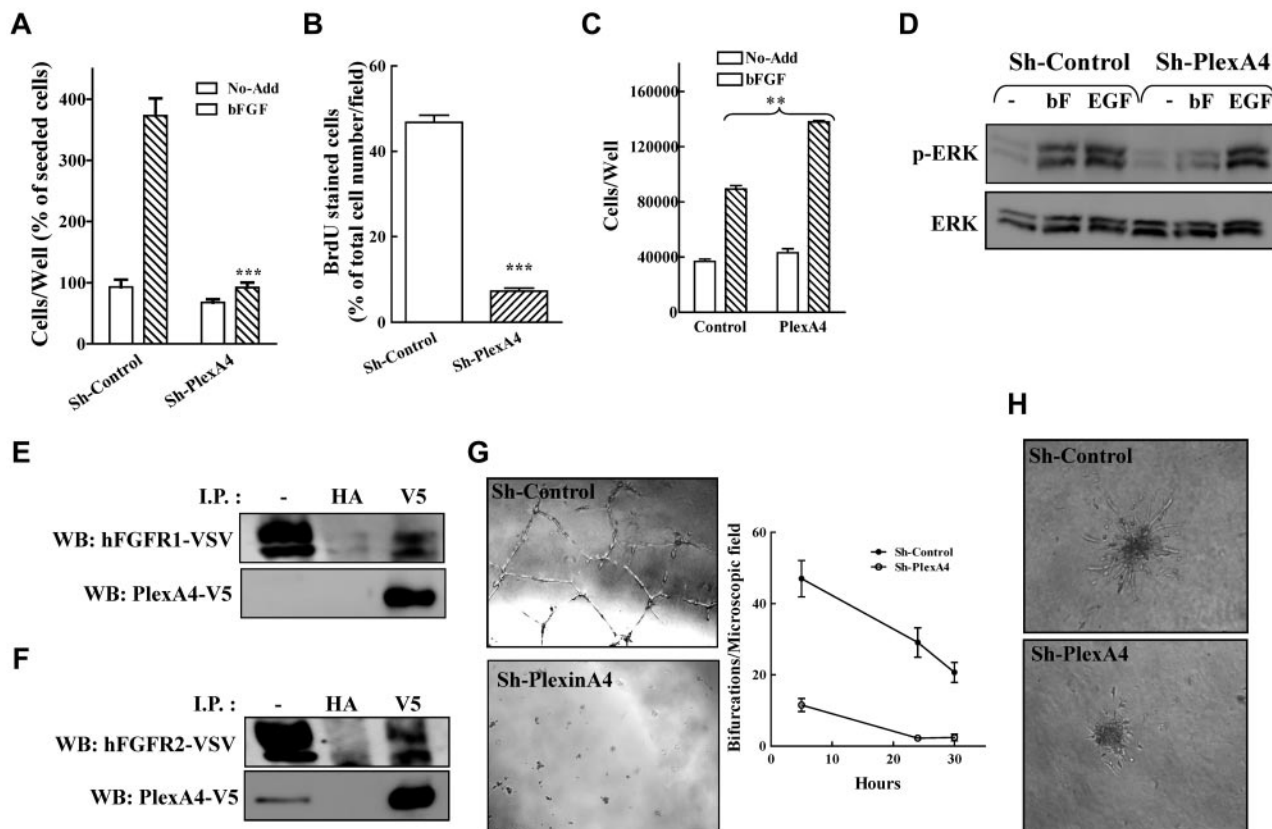 A
Cells/Well (% of seeded cells)
400
300
200
100
0
No-Add
bFGF
***
Sh-Control
Sh-PlexA4
B
BrdU stained cells
(% of total cell number/field)
60
40
20
0
***
Sh-Control
Sh-PlexA4
C
No-Add
bFGF
Cells/Well
160000
120000
80000
40000
0
**
Control
PlexA4
D
Sh-Control Sh-PlexA4
- bF EGF - bF EGF
p-ERK
ERK
E
I.P. : - HA V5
WB: hFGFR1-VSV
WB: PlexA4-V5
F
I.P. : - HA V5
WB: hFGFR2-VSV
WB: PlexA4-V5
G
Sh-Control
Sh-PlexinA4
Bifurcations/Microscopic field
60
40
20
0
Sh-Control
Sh-PlexA4
0 10 20 30
Hours
H
Sh-Control
Sh-PlexA4